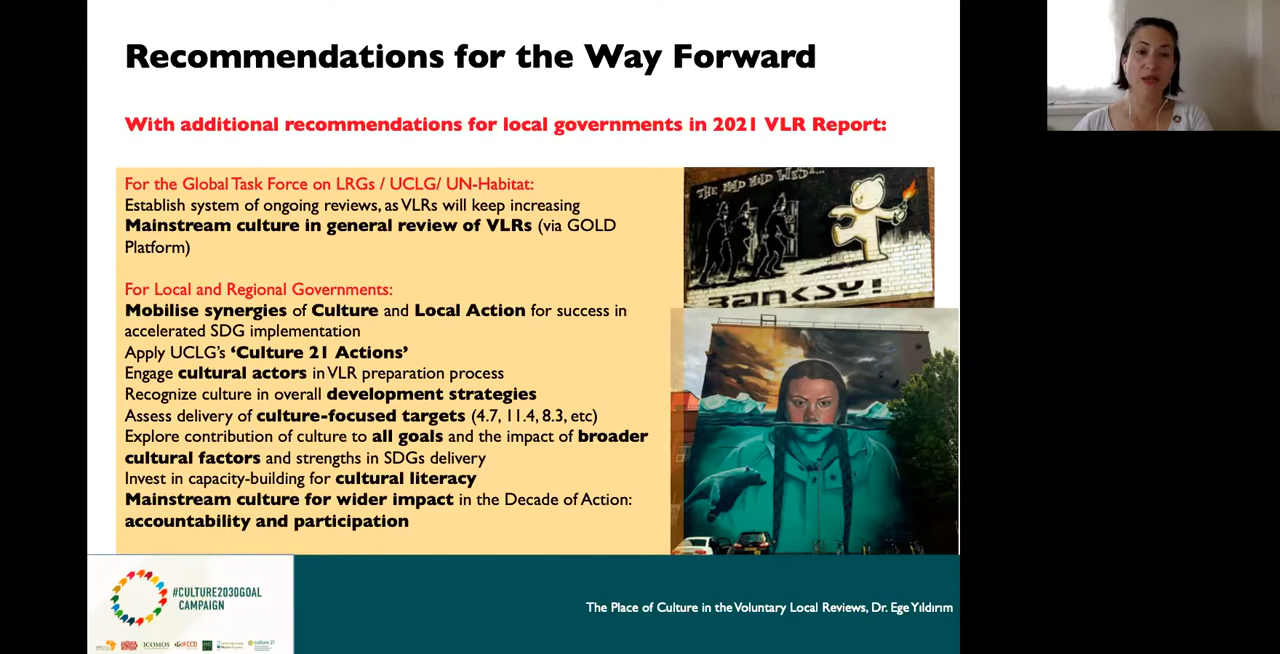 Recommendations for the Way Forward
With additional recommendations for local governments in 2021 VLR Report:
For the Global Task Force on LRGs / UCLG/ UN-Habitat:
Establish system of ongoing reviews, as VLRs will keep increasing
Mainstream culture in general review of VLRs (via GOLD
Platform)
For Local and Regional Governments:
Mobilise synergies of Culture and Local Action for success in
accelerated SDG implementation
Apply UCLG's ‘Culture 21 Actions’
Engage cultural actors in VLR preparation process
Recognize culture in overall development strategies
Assess delivery of culture-focused targets (4.7, 11.4, 8.3, etc)
Explore contribution of culture to all goals and the impact of broader
cultural factors and strengths in SDGs delivery
Invest in capacity-building for cultural literacy
Mainstream culture for wider impact in the Decade of Action:
accountability and participation
THE MILD MILD WEST...
BANKSY!
#CULTURE2030GOAL
CAMPAIGN
ICOMOS
culture 21
The Place of Culture in the Voluntary Local Reviews, Dr. Ege Yıldırım